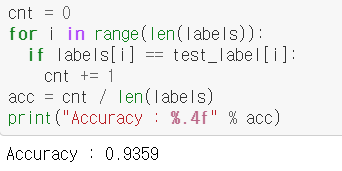 cnt = 0
for i in range(len(labels)):
  if labels[i] == test_label[i]:
    cnt += 1
acc = cnt / len(labels)
print("Accuracy : %.4f" % acc)
Accuracy : 0.9359